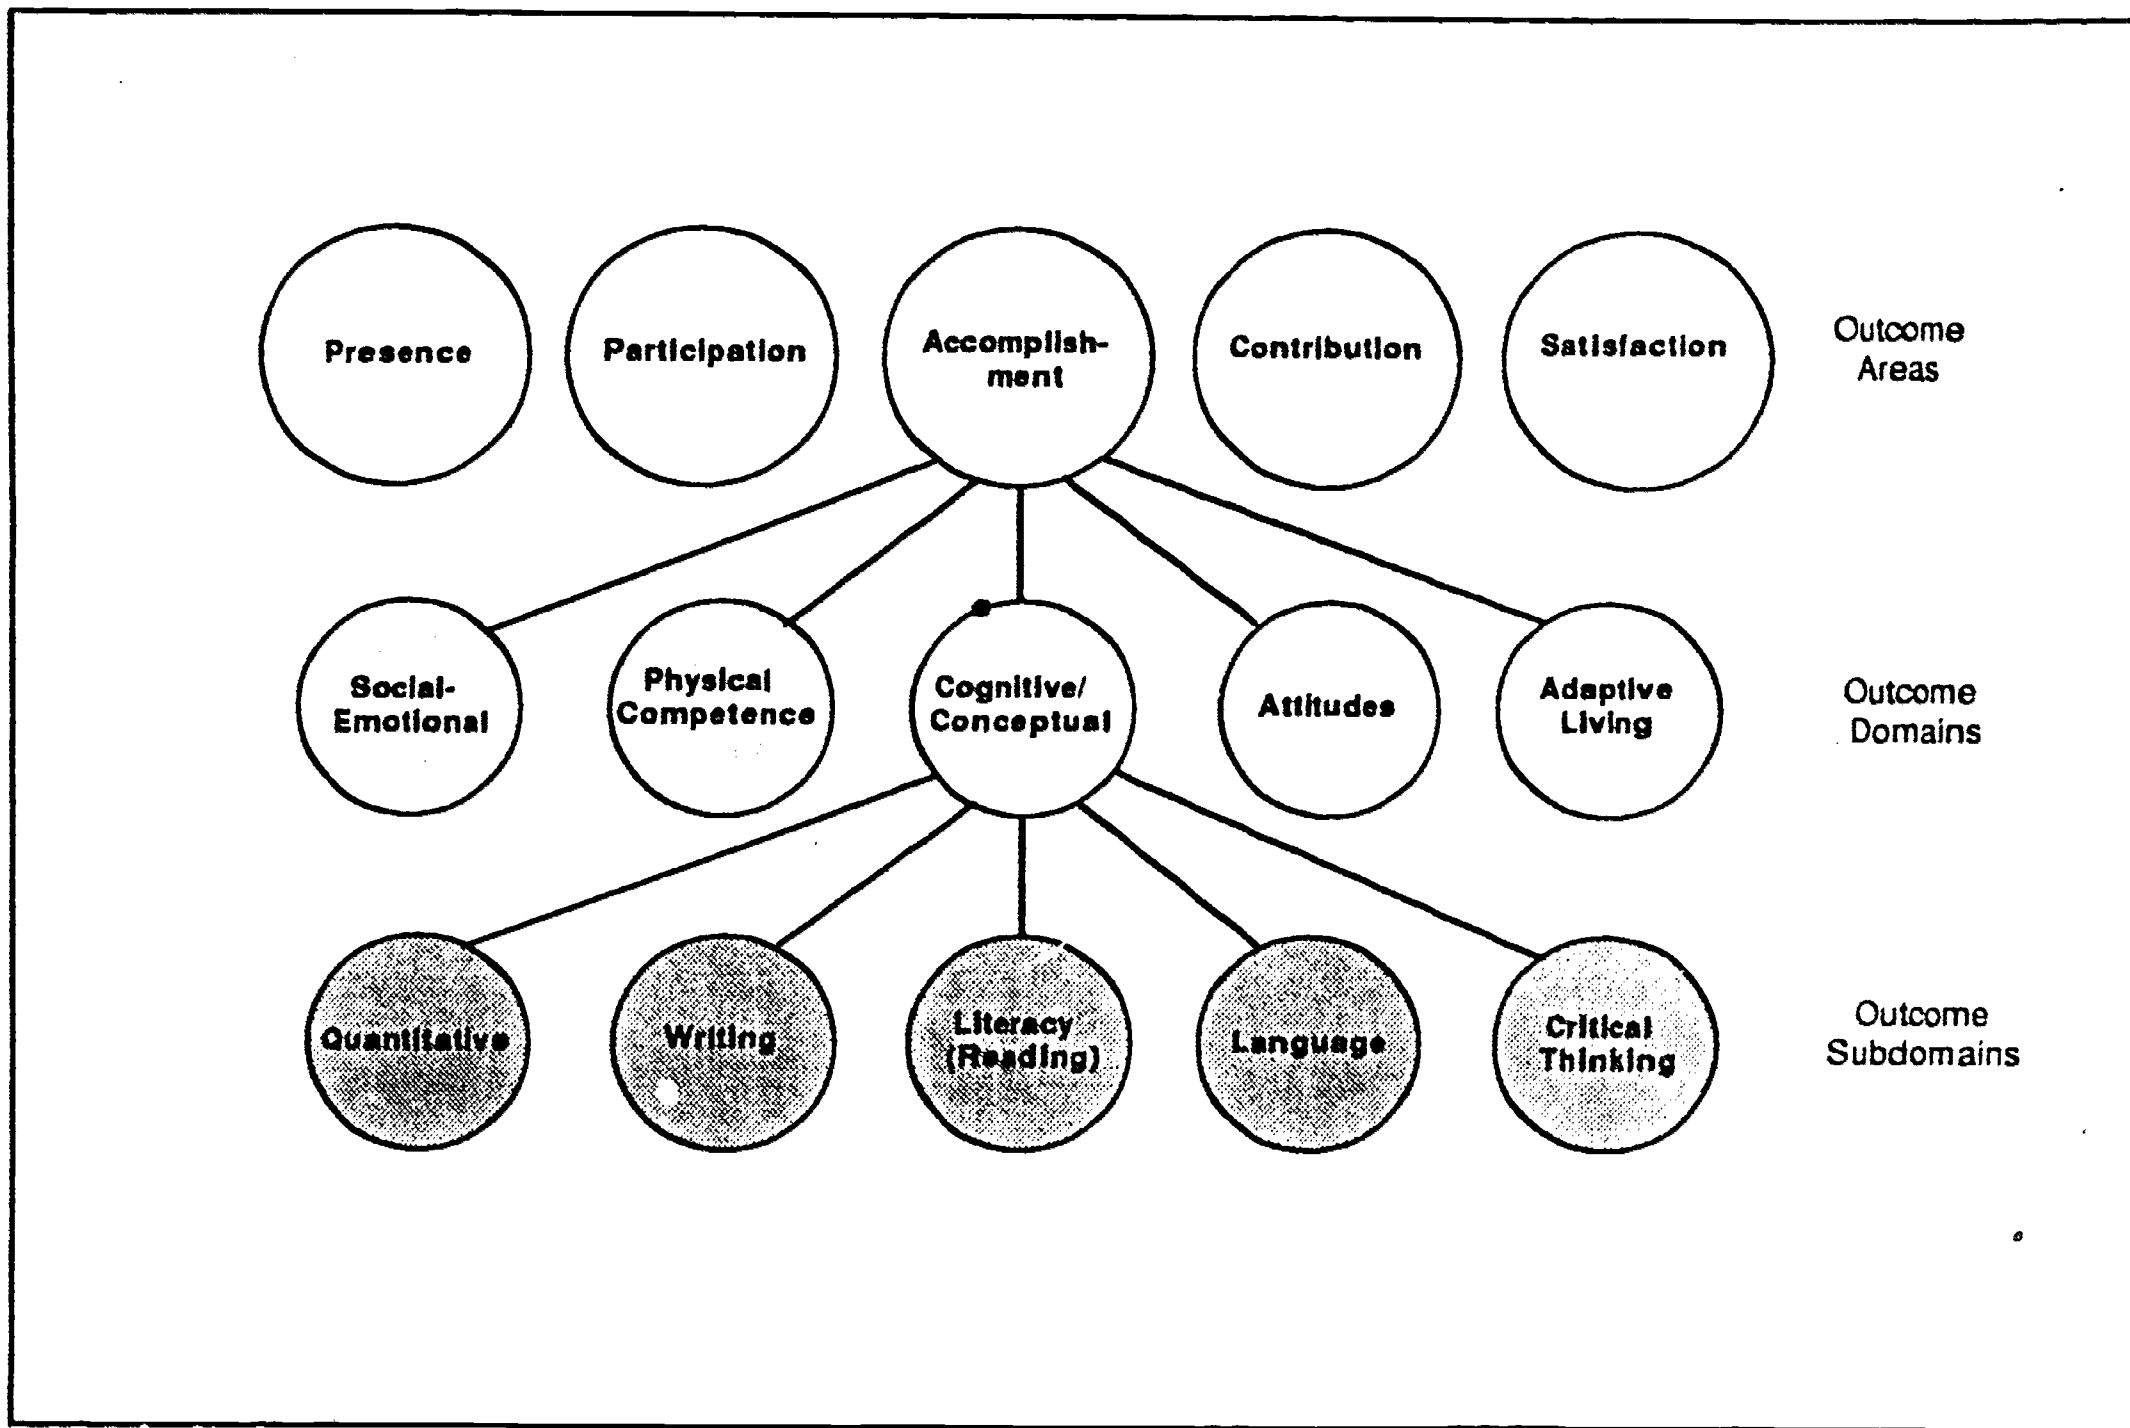 Presence
Participation
Accomplish-
ment
Contribution
Satisfaction
Outcome
Areas
Social-
Emotional
Physical
Competence
Cognitive/
Conceptual
Attitudes
Adaptive
Living
Outcome
Domains
Quantitative
Writing
Literacy
(Reading)
Language
Critical
Thinking
Outcome
Subdomains